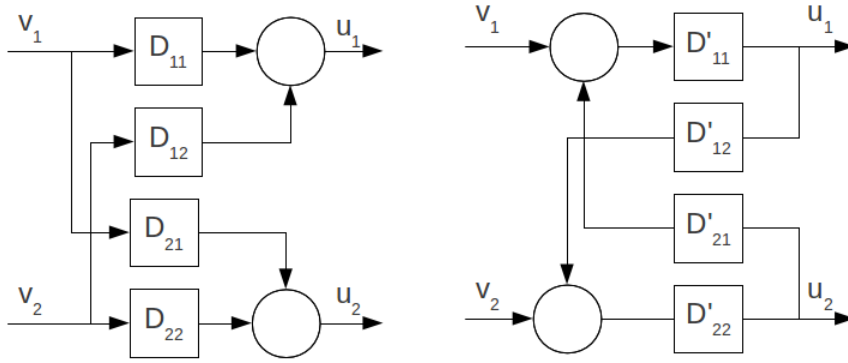 v₁ D₁₁ u₁
D₁₂
D₂₁
v₂ D₂₂ u₂
v₁ D'₁₁ u₁
D'₁₂
D'₂₁
v₂ D'₂₂ u₂